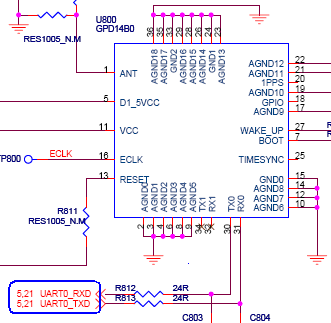 U800
GPD14B0
RES1005_N.M
36 35 33 29 28 26 24 23
AGND18 AGND17 GND2 AGND16 AGND15 AGND14 GND1 AGND13
1 ANT
AGND12 22
AGND11 21
1PPS 20
AGND10 19
GPIO 18
AGND9 17
5 D1_5VCC
11 VCC
WAKE_UP 27
BOOT 7
TP800 ECLK 16 ECLK
TIMESYNC 25
13 RESET
GND0 15
AGND8 14
AGND7 12
AGND6 10
AGND0 AGND1 AGND2 AGND3 AGND4 AGND5 TX1 RX1 TX0 RX0
2 3 4 6 8 9 34 32 30 31
R811
RES1005_N.M
5,21 UART0_RXD R812 24R
5,21 UART0_TXD R813 24R
C803 C804